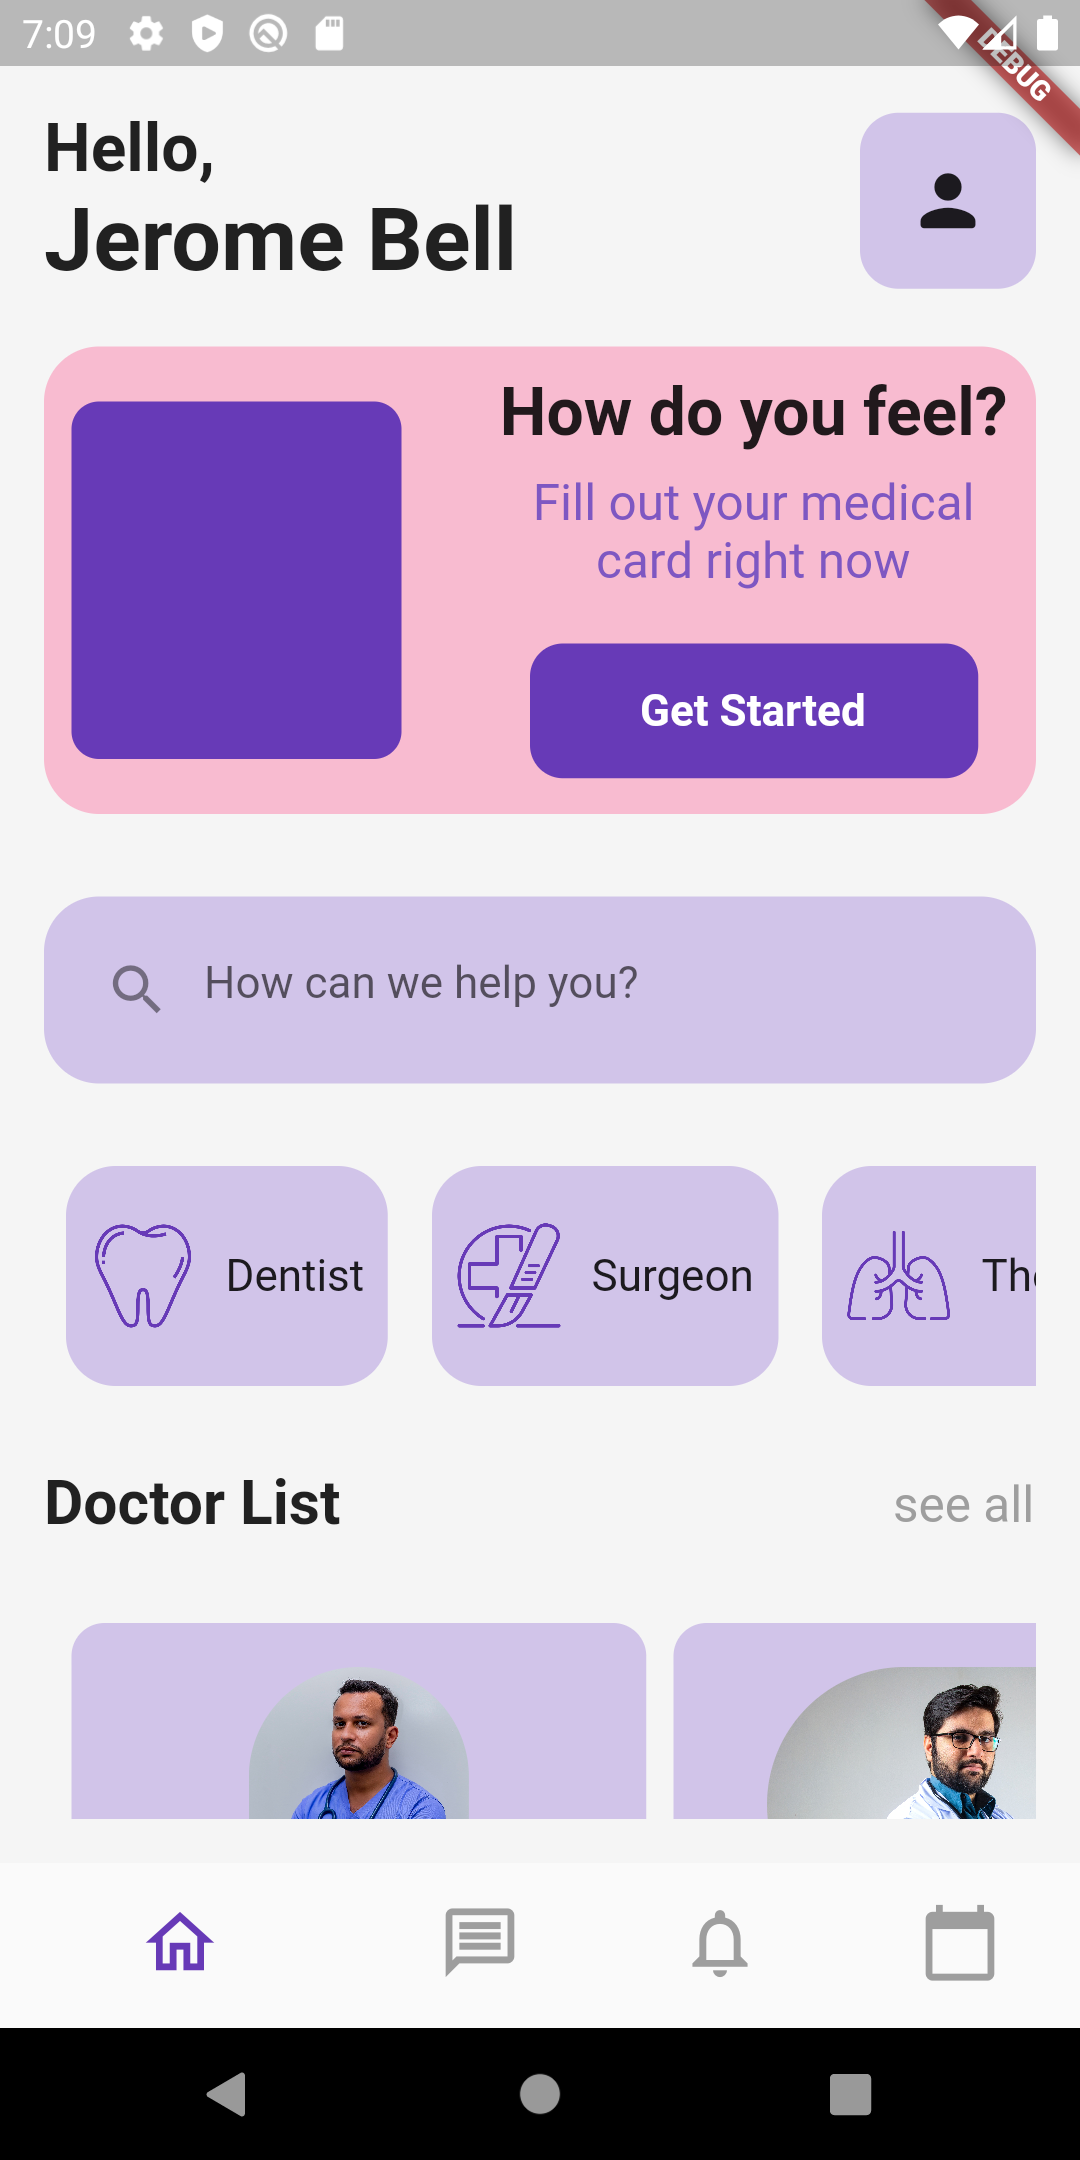 7:09
DEBUG
Hello,
Jerome Bell
How do you feel?
Fill out your medical
card right now
Get Started
How can we help you?
Dentist
Surgeon
Doctor List
see all